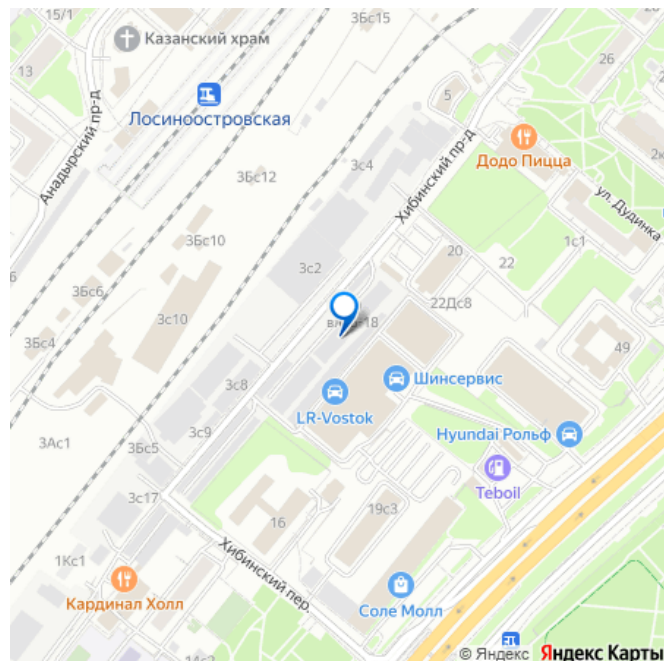 15/1
3Бс15
28
Казанский храм
26
13
5
Лосиноостровская
Додо Пицца
2к
Анадырский пр-д
3с4
Хибинский пр-д
3Бс12
ул. Дудинка
3Бс10
1с1
6
20
22
3Бс6
3с2
22Дс8
3с10
3Бс4
49
Шинсервис
3с8
LR-Vostok
Hyundai Рольф
3Ас1
3с9
3Бс5
Teboil
3с17
19с3
16
1Кс1
Хибинский пер.
Кардинал Холл
Соле Молл
14с2
© Яндекс Яндекс Карты